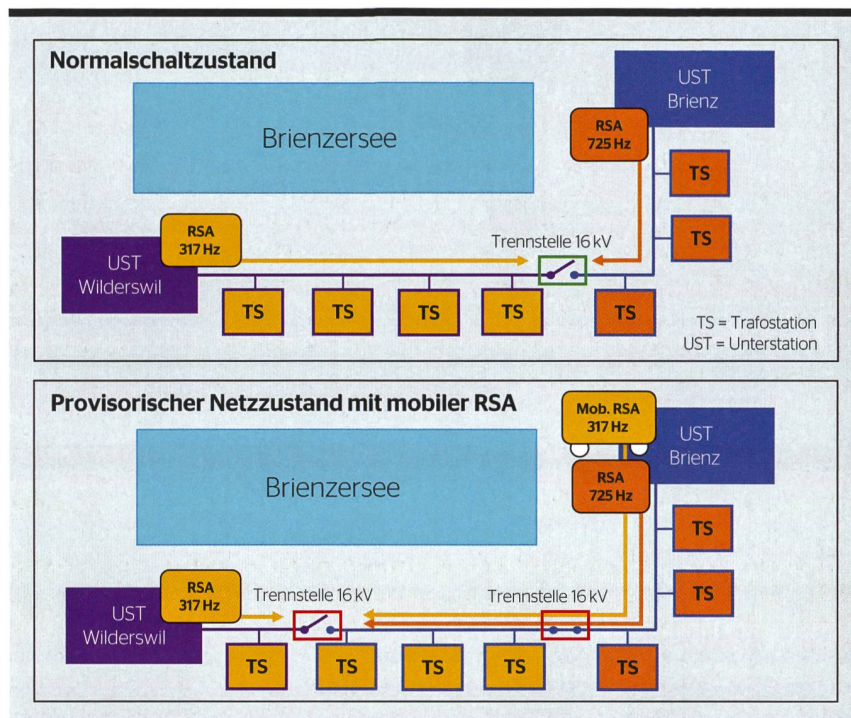 Normalschaltzustand
UST
Brienz
Brienzersee
RSA
725 Hz
TS
RSA
317 Hz
Trennstelle 16 kV
TS
UST
Wilderswil
TS
TS
TS
TS
TS
TS = Trafostation
UST = Unterstation
Provisorischer Netzzustand mit mobiler RSA
Mob. RSA
317 Hz
UST
Brienz
Brienzersee
RSA
725 Hz
TS
RSA
317 Hz
Trennstelle 16 kV
Trennstelle 16 kV
TS
UST
Wilderswil
TS
TS
TS
TS
TS